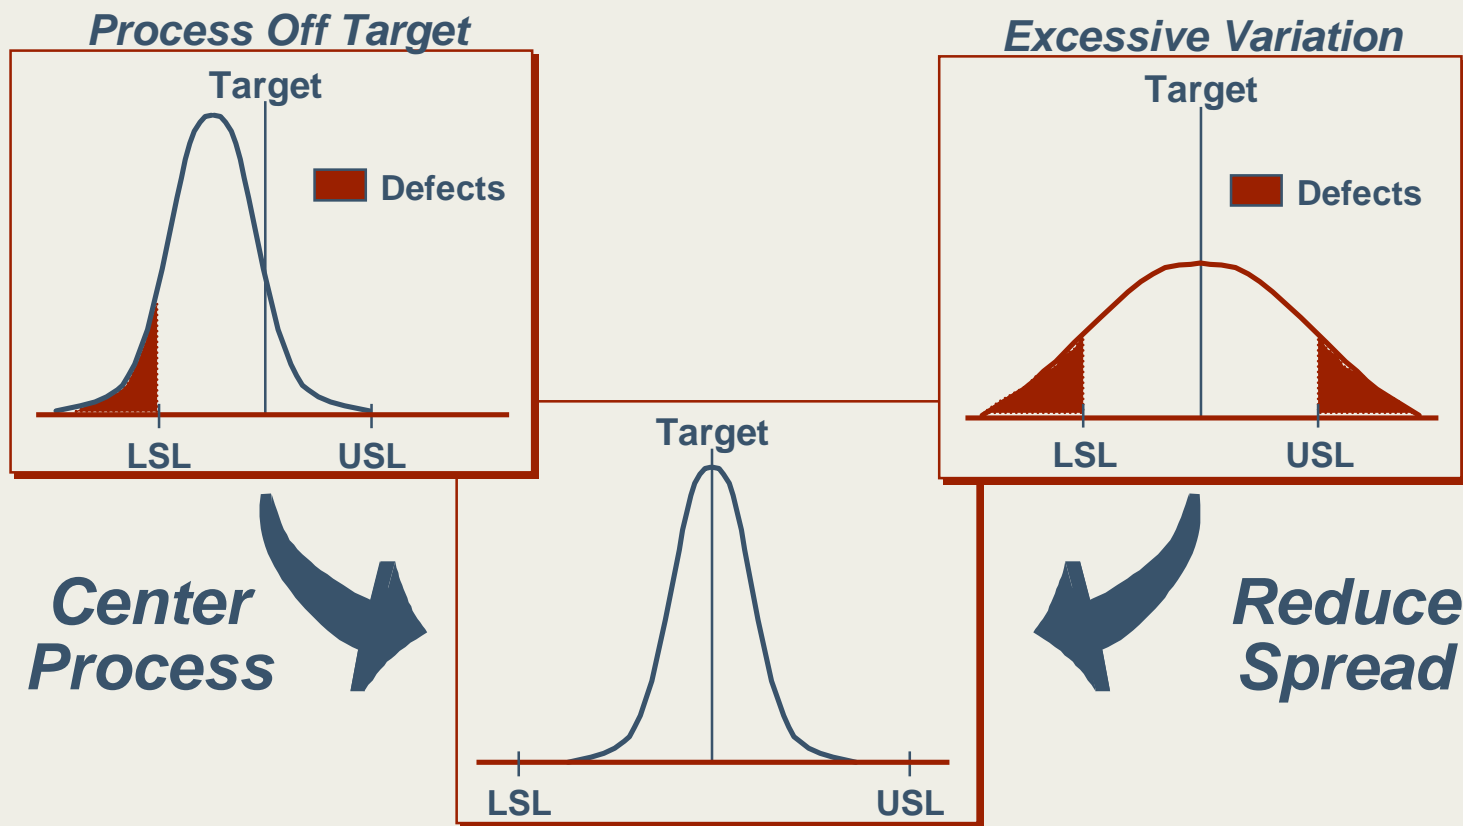 Process Off Target
Target
Defects
LSL USL
Excessive Variation
Target
Defects
LSL USL
Center
Process
Target
LSL USL
Reduce
Spread